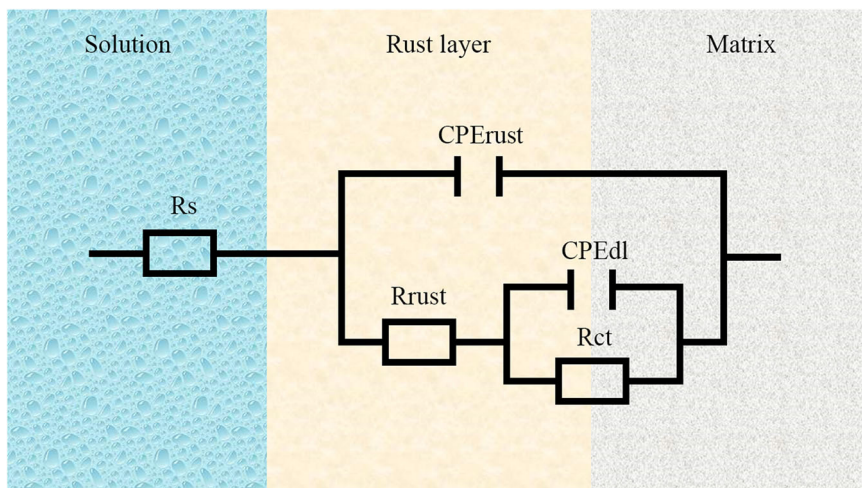 Solution
Rust layer
Matrix
CPErust
Rs
CPEdl
Rrust
Rct